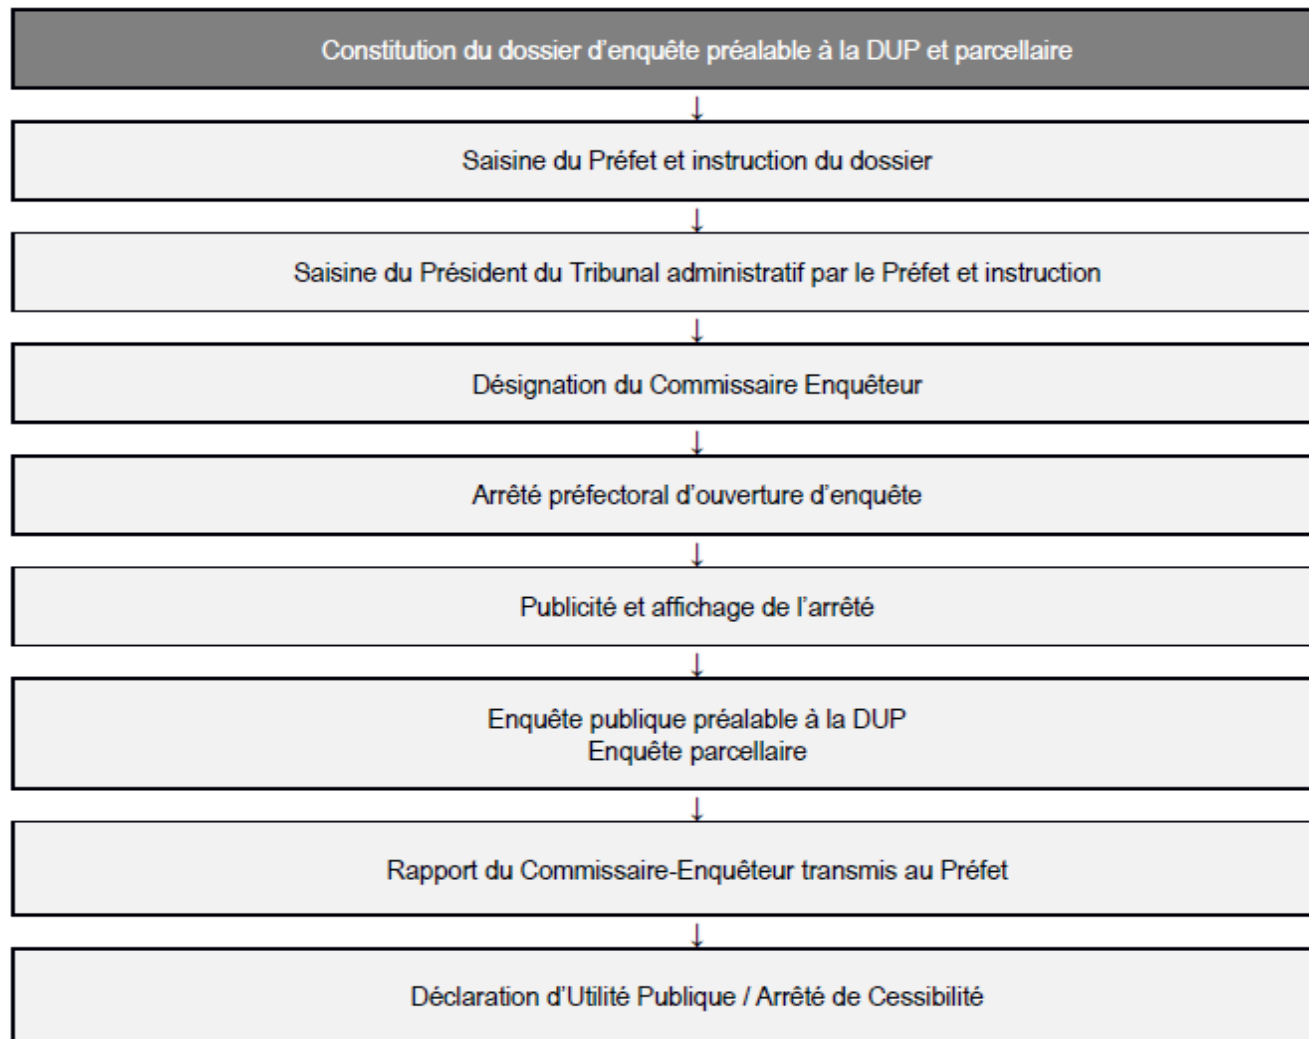 Constitution du dossier d’enquête préalable à la DUP et parcellaire
↓
Saisine du Préfet et instruction du dossier
↓
Saisine du Président du Tribunal administratif par le Préfet et instruction
↓
Désignation du Commissaire Enquêteur
↓
Arrêté préfectoral d’ouverture d’enquête
↓
Publicité et affichage de l’arrêté
↓
Enquête publique préalable à la DUP
Enquête parcellaire
↓
Rapport du Commissaire-Enquêteur transmis au Préfet
↓
Déclaration d’Utilité Publique / Arrêté de Cessibilité